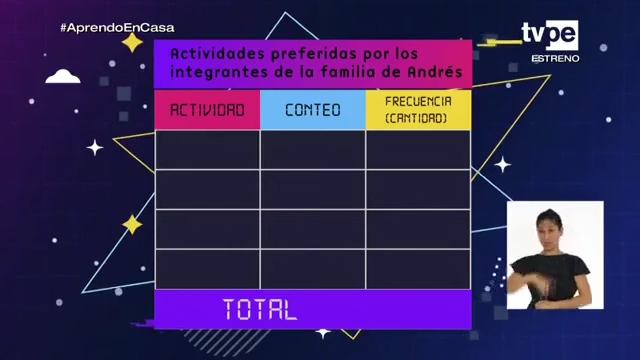 #AprendoEnCasa
tvpe
ESTRENO
Actividades preferidas por los
integrantes de la familia de Andrés
ACTIVIDAD
CONTEO
FRECUENCIA
(CANTIDAD)
TOTAL